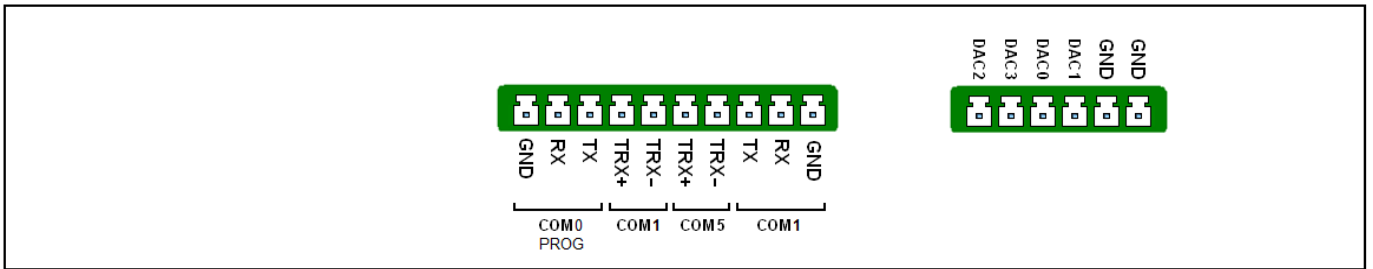 DAC2 DAC3 DAC0 DAC1 GND GND
GND RX TX TRX+ TRX- TRX+ TRX- TX RX GND
COM0 COM1 COM5 COM1
PROG